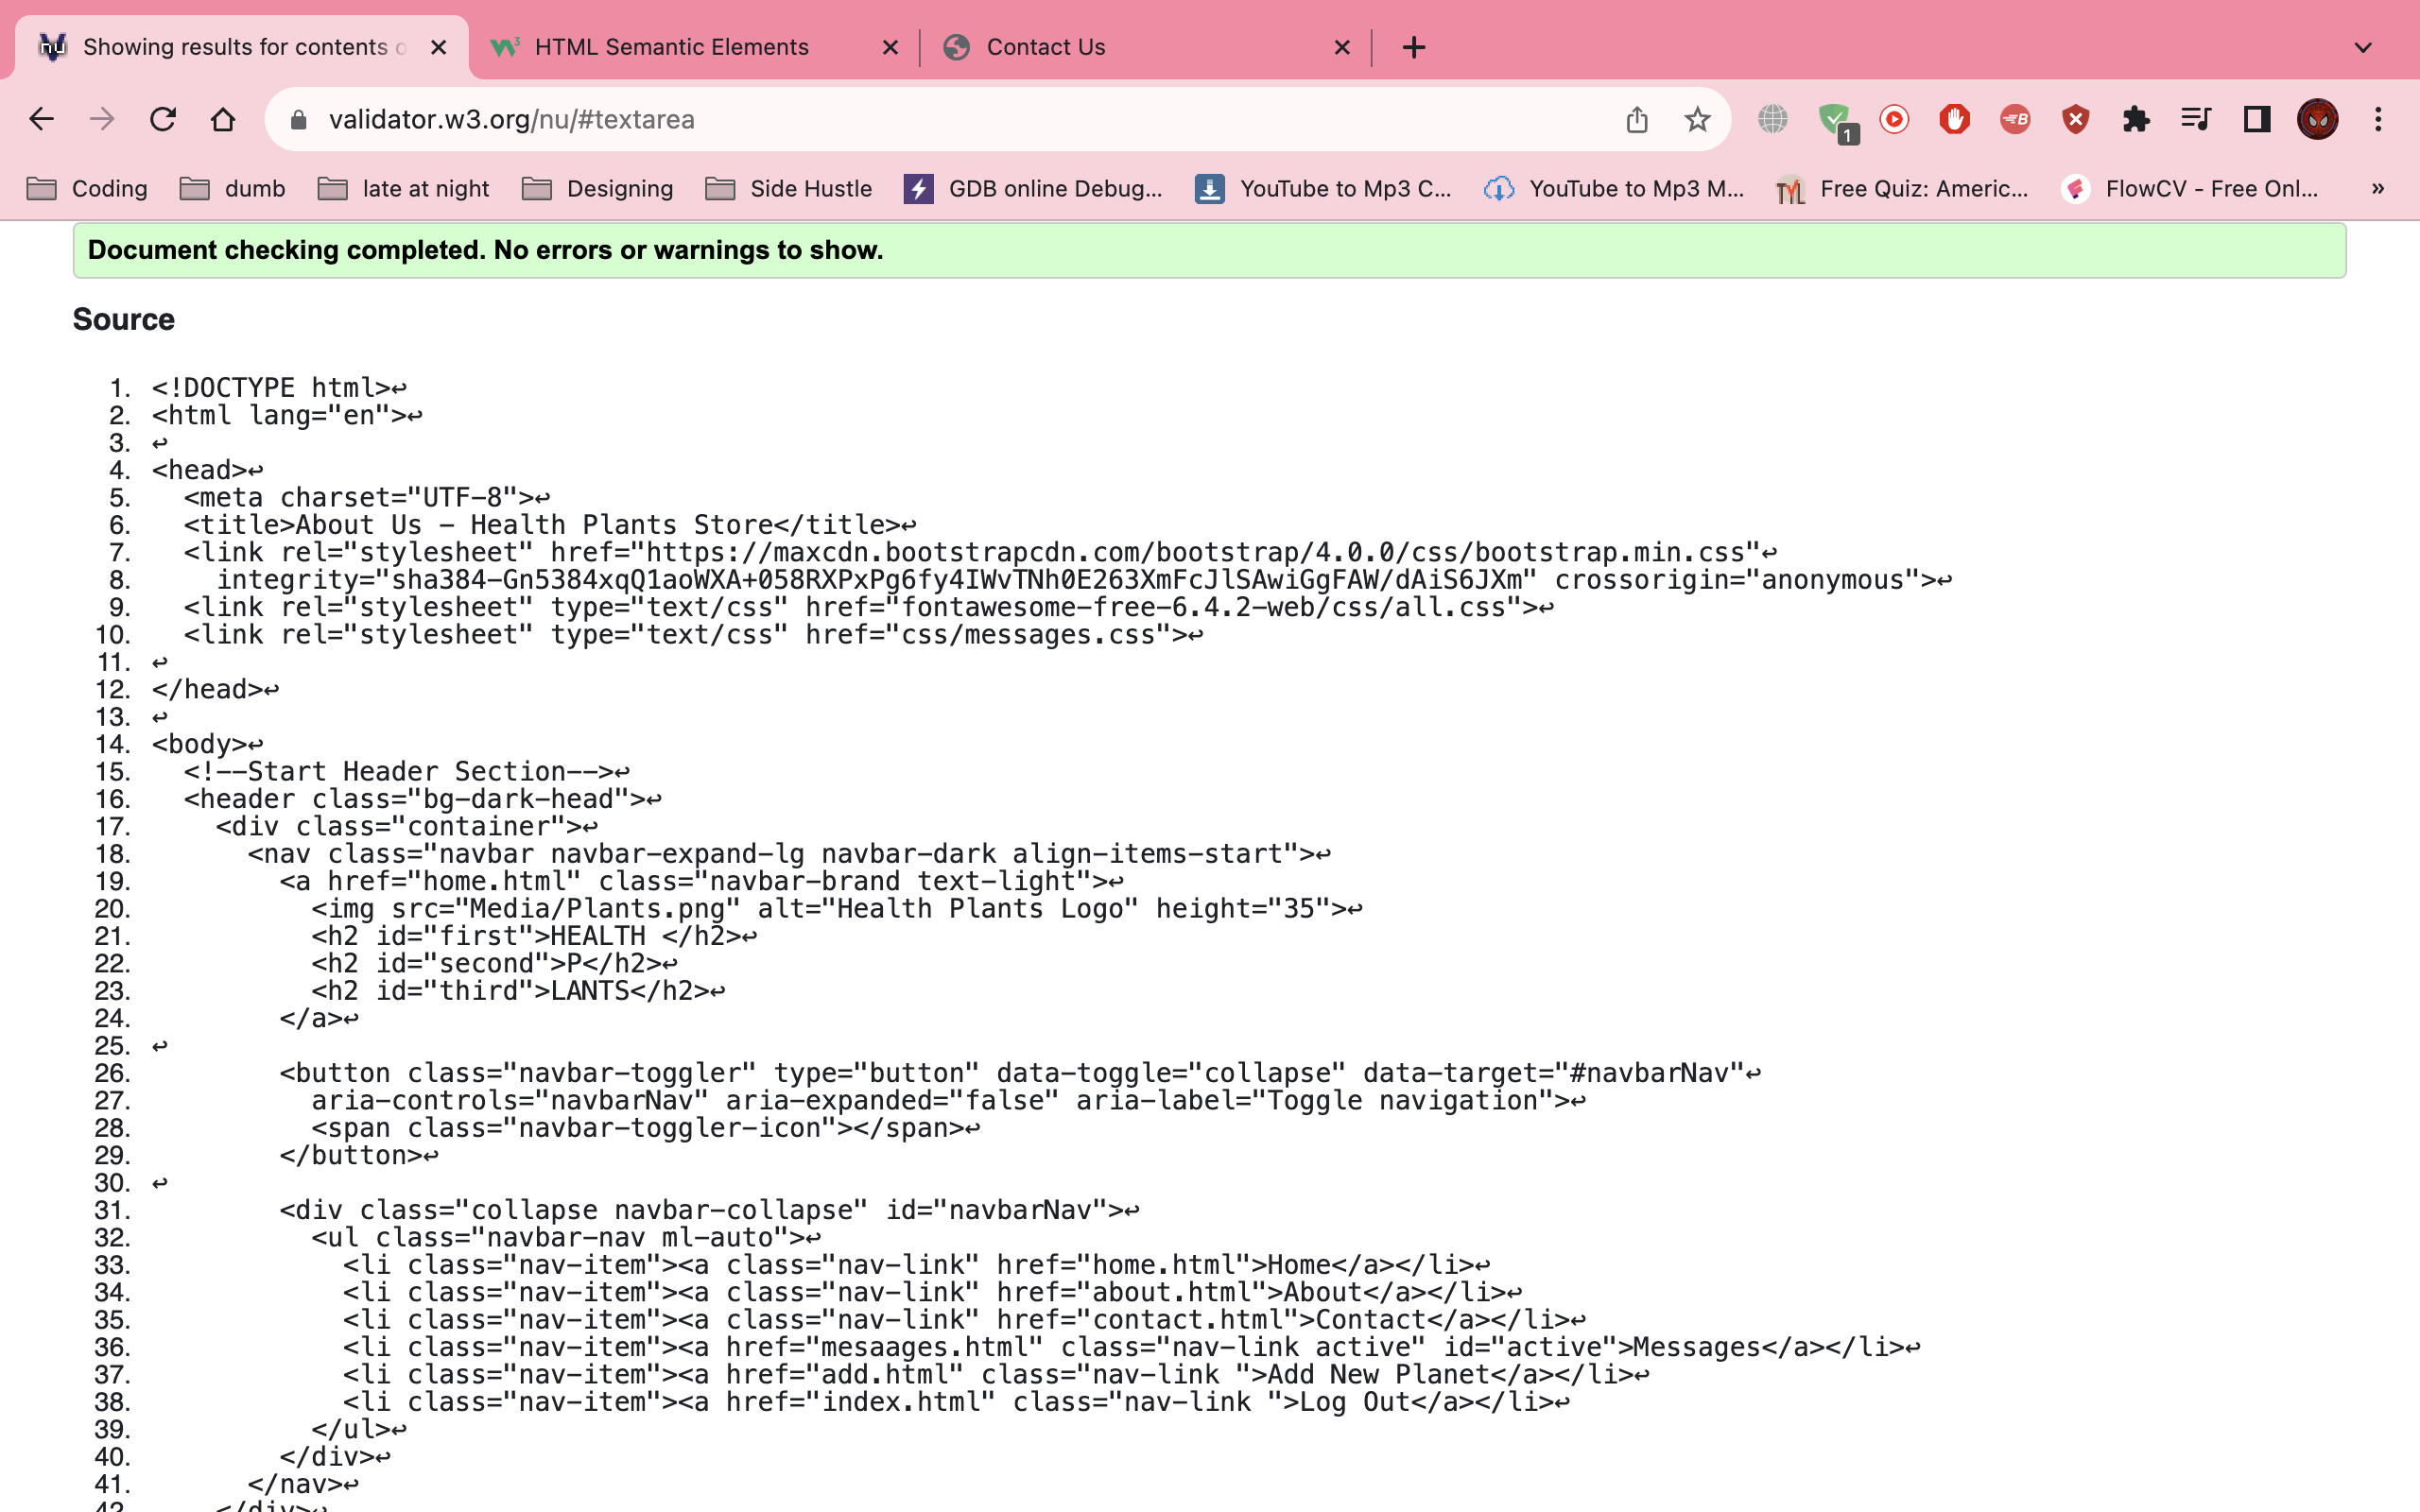 Showing results for contents o
HTML Semantic Elements
Contact Us
validator.w3.org/nu/#textarea
1
Coding
dumb
late at night
Designing
Side Hustle
GDB online Debug...
YouTube to Mp3 C...
YouTube to Mp3 M...
Free Quiz: Americ...
FlowCV - Free Onl...
»
Document checking completed. No errors or warnings to show.
Source
1. <!DOCTYPE html>↩
2. <html lang="en">↩
3. ↩
4. <head>↩
5. <meta charset="UTF-8">↩
6. <title>About Us - Health Plants Store</title>↩
7. <link rel="stylesheet" href="https://maxcdn.bootstrapcdn.com/bootstrap/4.0.0/css/bootstrap.min.css"↩
8. integrity="sha384-Gn5384xqQ1aoWXA+058RXPxPg6fy4IWvTNh0E263XmFcJlSAwiGgFAW/dAiS6JXm" crossorigin="anonymous">↩
9. <link rel="stylesheet" type="text/css" href="fontawesome-free-6.4.2-web/css/all.css">↩
10. <link rel="stylesheet" type="text/css" href="css/messages.css">↩
11. ↩
12. </head>↩
13. ↩
14. <body>↩
15. <!--Start Header Section-->↩
16. <header class="bg-dark-head">↩
17. <div class="container">↩
18. <nav class="navbar navbar-expand-lg navbar-dark align-items-start">↩
19. <a href="home.html" class="navbar-brand text-light">↩
20. <img src="Media/Plants.png" alt="Health Plants Logo" height="35">↩
21. <h2 id="first">HEALTH </h2>↩
22. <h2 id="second">P</h2>↩
23. <h2 id="third">LANTS</h2>↩
24. </a>↩
25. ↩
26. <button class="navbar-toggler" type="button" data-toggle="collapse" data-target="#navbarNav"↩
27. aria-controls="navbarNav" aria-expanded="false" aria-label="Toggle navigation">↩
28. <span class="navbar-toggler-icon"></span>↩
29. </button>↩
30. ↩
31. <div class="collapse navbar-collapse" id="navbarNav">↩
32. <ul class="navbar-nav ml-auto">↩
33. <li class="nav-item"><a class="nav-link" href="home.html">Home</a></li>↩
34. <li class="nav-item"><a class="nav-link" href="about.html">About</a></li>↩
35. <li class="nav-item"><a class="nav-link" href="contact.html">Contact</a></li>↩
36. <li class="nav-item"><a href="mesaages.html" class="nav-link active" id="active">Messages</a></li>↩
37. <li class="nav-item"><a href="add.html" class="nav-link ">Add New Planet</a></li>↩
38. <li class="nav-item"><a href="index.html" class="nav-link ">Log Out</a></li>↩
39. </ul>↩
40. </div>↩
41. </nav>↩
42. </div>↩